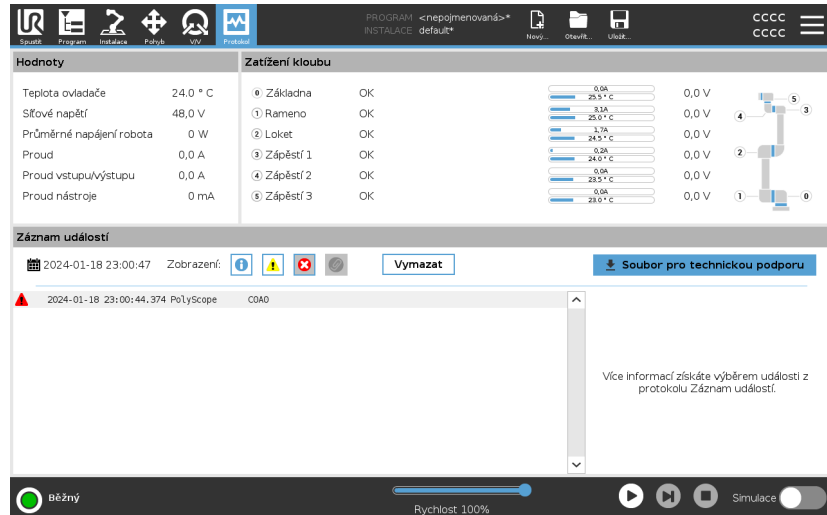 UR
Spustit Program Instalace Pohyb V/V Protokol
PROGRAM <nepojmenovaná>*
INSTALACE default*
Nový... Otevřít... Uložit...
CCCC
CCCC
Hodnoty
Teplota ovladače 24.0 ° C
Síťové napětí 48,0 V
Průměrné napájení robota 0 W
Proud 0,0 A
Proud vstupu/výstupu 0,0 A
Proud nástroje 0 mA
Zatížení kloubu
0 Základna OK 0,0A 25.5 ° C 0,0 V
1 Rameno OK 3,1A 25.0 ° C 0,0 V
2 Loket OK 1,7A 24.5 ° C 0,0 V
3 Zápěstí 1 OK 0,2A 24.0 ° C 0,0 V
4 Zápěstí 2 OK 0,0A 23.5 ° C 0,0 V
5 Zápěstí 3 OK 0,0A 23.0 ° C 0,0 V
5
3
4
2
1 0
Záznam událostí
2024-01-18 23:00:47 Zobrazení: Vymazat Soubor pro technickou podporu
2024-01-18 23:00:44.374 PolyScope C0A0
Více informací získáte výběrem události z
protokolu Záznam událostí.
Běžný
Rychlost 100%
Simulace